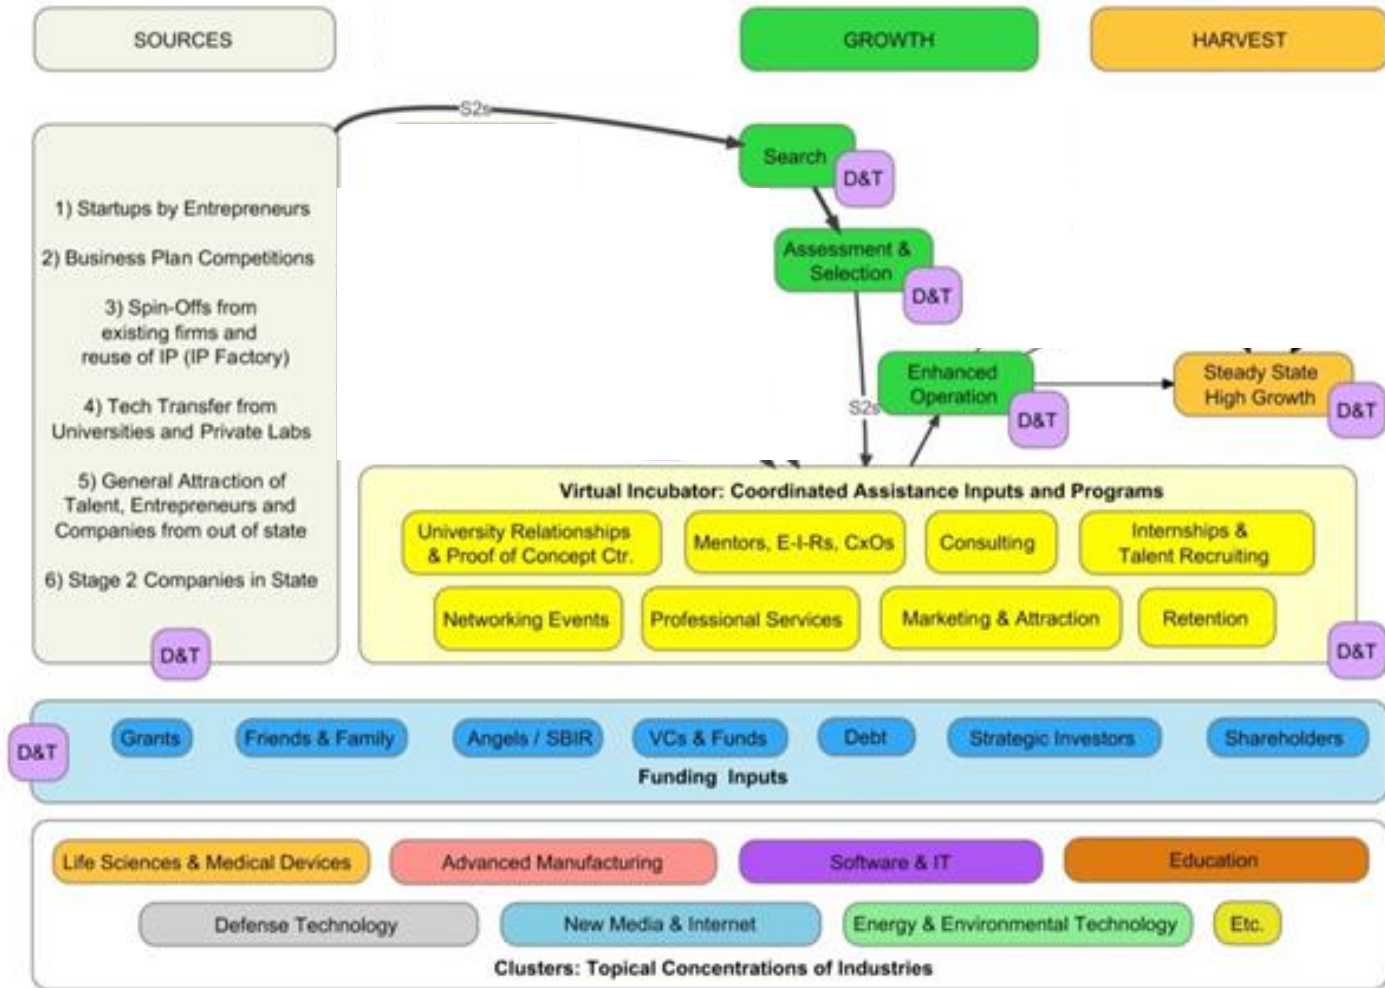 SOURCES
GROWTH
HARVEST
S2s
Search
D&T
1) Startups by Entrepreneurs
2) Business Plan Competitions
3) Spin-Offs from
existing firms and
reuse of IP (IP Factory)
4) Tech Transfer from
Universities and Private Labs
5) General Attraction of
Talent, Entrepreneurs and
Companies from out of state
6) Stage 2 Companies in State
D&T
Assessment &
Selection
D&T
S2s
Enhanced
Operation
D&T
Steady State
High Growth
D&T
Virtual Incubator: Coordinated Assistance Inputs and Programs
University Relationships
& Proof of Concept Ctr.
Mentors, E-I-Rs, CxOs
Consulting
Internships &
Talent Recruiting
Networking Events
Professional Services
Marketing & Attraction
Retention
D&T
D&T
Grants
Friends & Family
Angels / SBIR
VCs & Funds
Debt
Strategic Investors
Shareholders
Funding Inputs
Life Sciences & Medical Devices
Advanced Manufacturing
Software & IT
Education
Defense Technology
New Media & Internet
Energy & Environmental Technology
Etc.
Clusters: Topical Concentrations of Industries